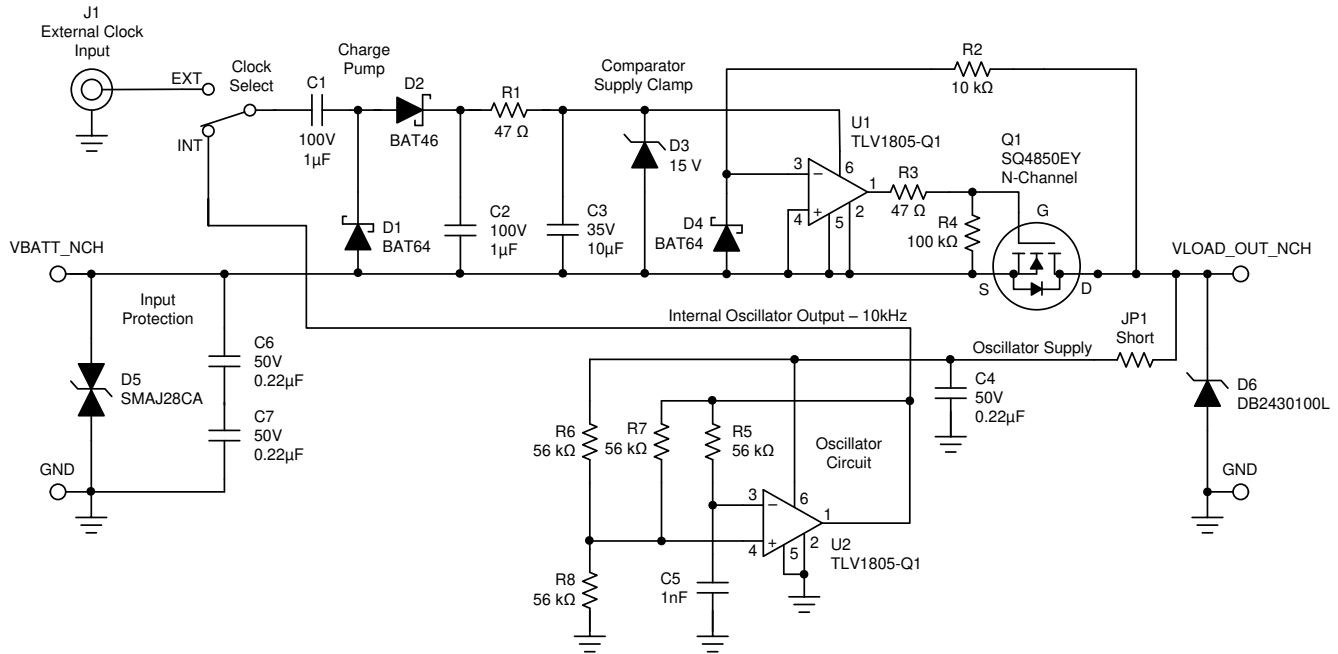 J1
External Clock
Input
EXT
Clock
Select
INT
C1
100V
1µF
Charge
Pump
D2
BAT46
R1
47 Ω
D1
BAT64
C2
100V
1µF
C3
35V
10µF
Comparator
Supply Clamp
D3
15 V
R2
10 kΩ
U1
TLV1805-Q1
3
–
6
1
+
4
5
2
D4
BAT64
R3
47 Ω
R4
100 kΩ
Q1
SQ4850EY
N-Channel
G
S
D
VBATT_NCH
VLOAD_OUT_NCH
Input
Protection
D5
SMAJ28CA
C6
50V
0.22µF
C7
50V
0.22µF
GND
Internal Oscillator Output – 10kHz
Oscillator Supply
JP1
Short
C4
50V
0.22µF
D6
DB2430100L
GND
R6
56 kΩ
R7
56 kΩ
R5
56 kΩ
Oscillator
Circuit
3
–
6
1
+
4
5
2
U2
TLV1805-Q1
R8
56 kΩ
C5
1nF